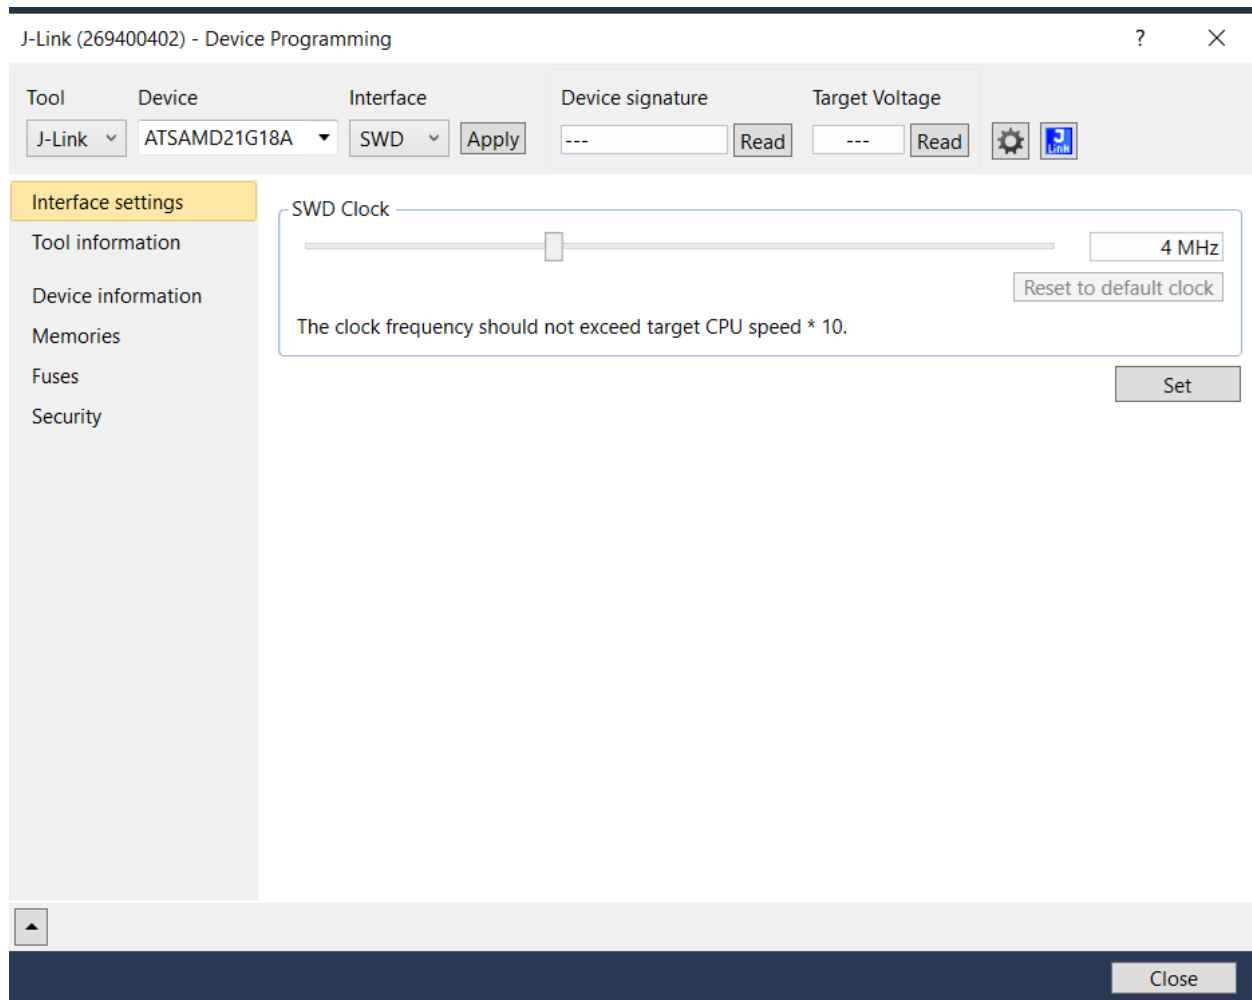 J-Link (269400402) - Device Programming
Tool Device Interface Device signature Target Voltage
J-Link ATSAMD21G18A SWD Apply --- Read --- Read J Link
Interface settings
Tool information
Device information
Memories
Fuses
Security
SWD Clock
4 MHz
Reset to default clock
The clock frequency should not exceed target CPU speed * 10.
Set
Close